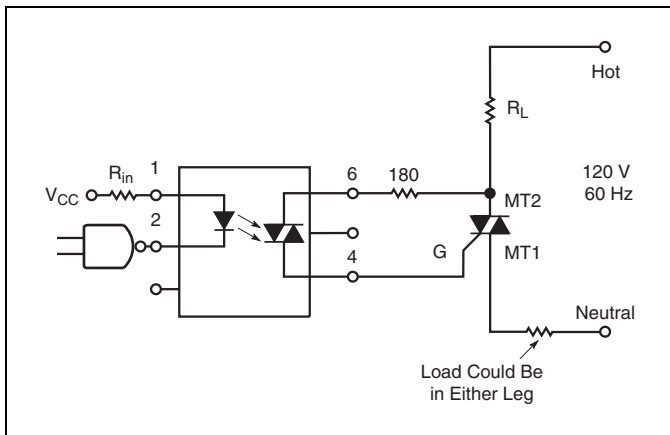 Hot
R_L
120 V
60 Hz
V_CC
R_in
1
2
6
180
4
G
MT2
MT1
Neutral
Load Could Be
in Either Leg